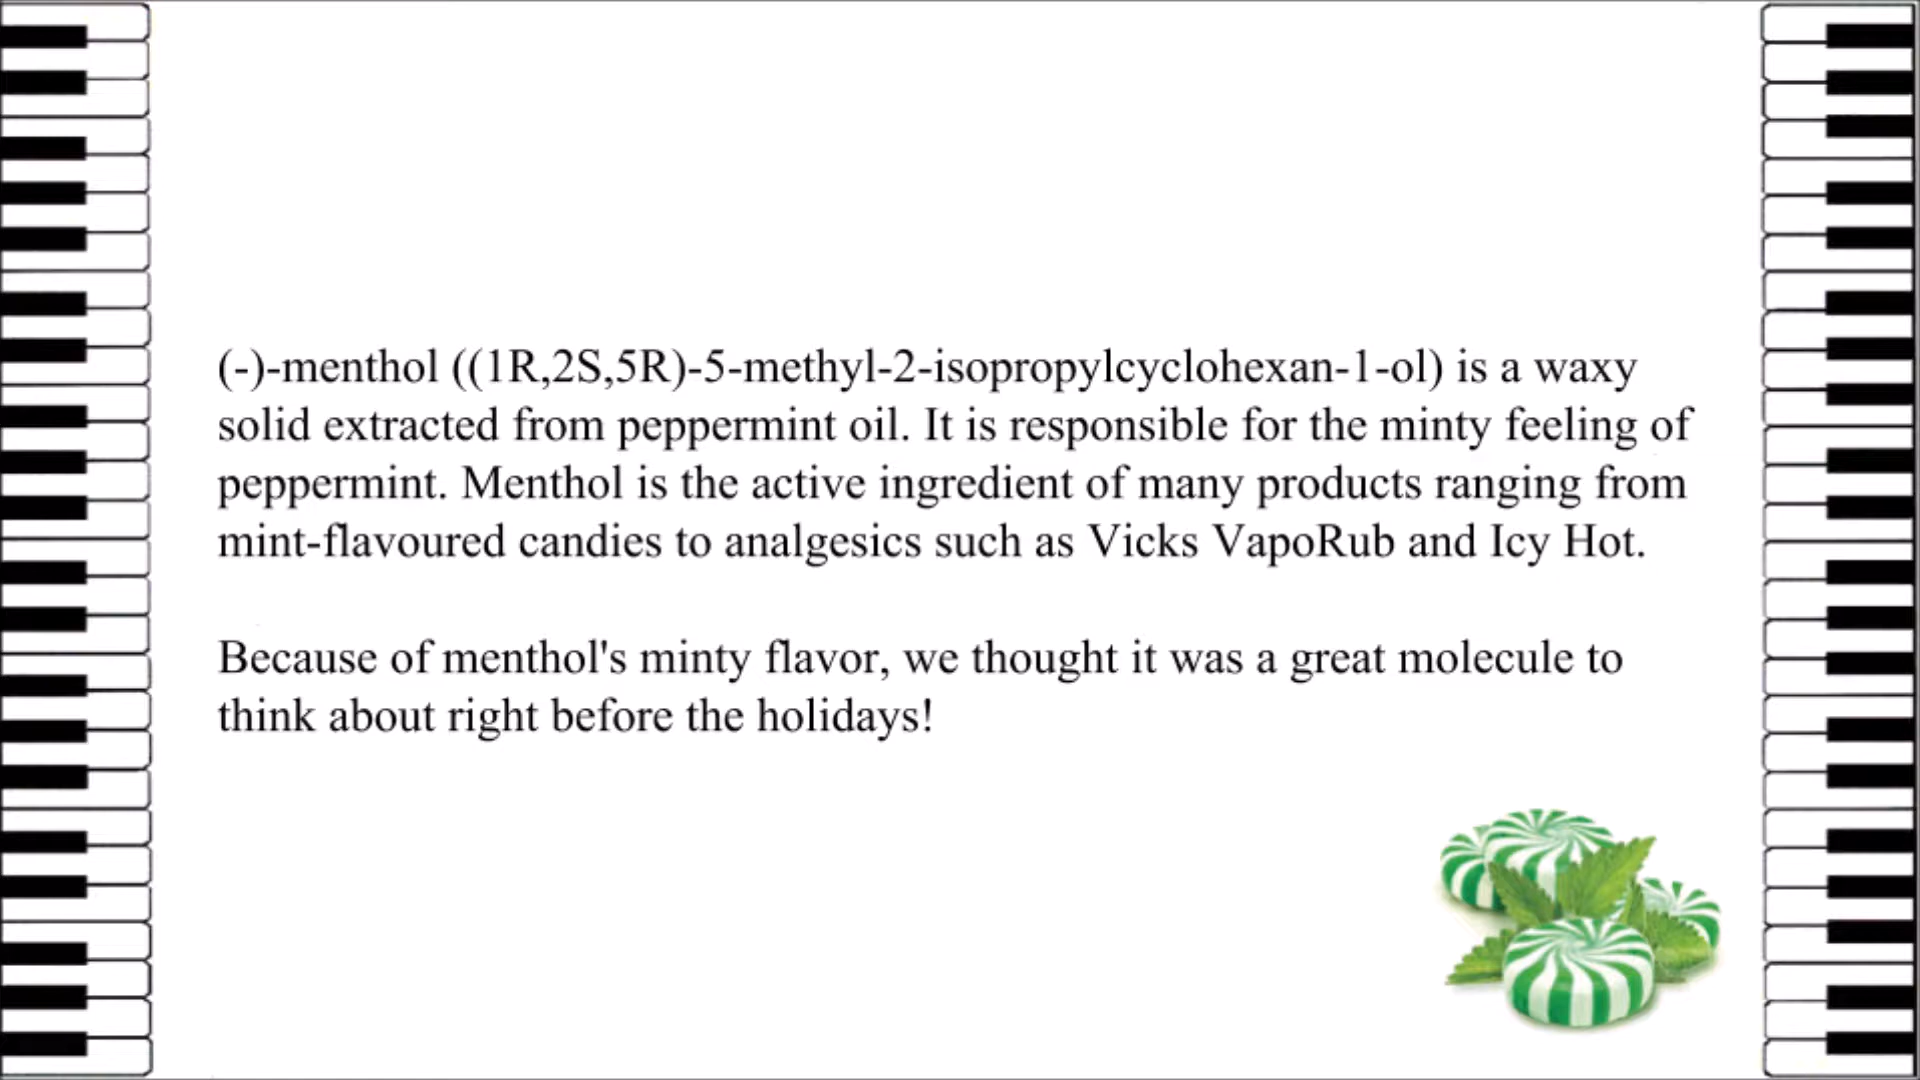 (-)-menthol ((1R,2S,5R)-5-methyl-2-isopropylcyclohexan-1-ol) is a waxy
solid extracted from peppermint oil. It is responsible for the minty feeling of
peppermint. Menthol is the active ingredient of many products ranging from
mint-flavoured candies to analgesics such as Vicks VapoRub and Icy Hot.
Because of menthol's minty flavor, we thought it was a great molecule to
think about right before the holidays!